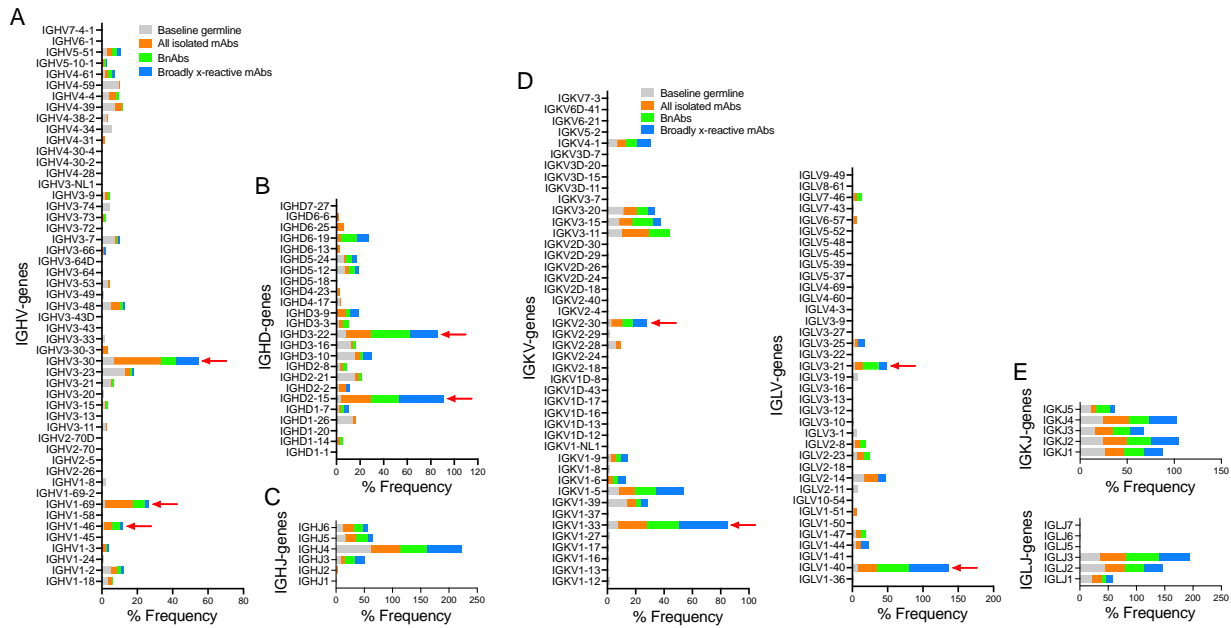 A
IGHV-genes
IGHV7-4-1
IGHV6-1
IGHV5-51
IGHV5-10-1
IGHV4-61
IGHV4-59
IGHV4-4
IGHV4-39
IGHV4-38-2
IGHV4-34
IGHV4-31
IGHV4-30-4
IGHV4-30-2
IGHV4-28
IGHV3-NL1
IGHV3-9
IGHV3-74
IGHV3-73
IGHV3-72
IGHV3-7
IGHV3-66
IGHV3-64D
IGHV3-64
IGHV3-53
IGHV3-49
IGHV3-48
IGHV3-43D
IGHV3-43
IGHV3-33
IGHV3-30-3
IGHV3-30
IGHV3-23
IGHV3-21
IGHV3-20
IGHV3-15
IGHV3-13
IGHV3-11
IGHV2-70D
IGHV2-70
IGHV2-5
IGHV2-26
IGHV1-8
IGHV1-69-2
IGHV1-69
IGHV1-58
IGHV1-46
IGHV1-45
IGHV1-3
IGHV1-24
IGHV1-2
IGHV1-18
0 20 40 60 80
% Frequency
Baseline germline
All isolated mAbs
BnAbs
Broadly x-reactive mAbs
B
IGHD-genes
IGHD7-27
IGHD6-6
IGHD6-25
IGHD6-19
IGHD6-13
IGHD5-24
IGHD5-12
IGHD5-18
IGHD4-23
IGHD4-17
IGHD3-9
IGHD3-3
IGHD3-22
IGHD3-16
IGHD3-10
IGHD2-8
IGHD2-21
IGHD2-2
IGHD2-15
IGHD1-7
IGHD1-26
IGHD1-20
IGHD1-14
IGHD1-1
0 20 40 60 80 100 120
% Frequency
C
IGHJ-genes
IGHJ6
IGHJ5
IGHJ4
IGHJ3
IGHJ2
IGHJ1
0 50 100 150 200 250
% Frequency
D
IGKV-genes
IGKV7-3
IGKV6D-41
IGKV6-21
IGKV5-2
IGKV4-1
IGKV3D-7
IGKV3D-20
IGKV3D-15
IGKV3D-11
IGKV3-7
IGKV3-20
IGKV3-15
IGKV3-11
IGKV2D-30
IGKV2D-29
IGKV2D-26
IGKV2D-24
IGKV2D-18
IGKV2-40
IGKV2-4
IGKV2-30
IGKV2-29
IGKV2-28
IGKV2-24
IGKV2-18
IGKV1D-8
IGKV1D-43
IGKV1D-17
IGKV1D-16
IGKV1D-13
IGKV1D-12
IGKV1-NL1
IGKV1-9
IGKV1-8
IGKV1-6
IGKV1-5
IGKV1-39
IGKV1-37
IGKV1-33
IGKV1-27
IGKV1-17
IGKV1-16
IGKV1-13
IGKV1-12
0 20 40 60 80 100
% Frequency
Baseline germline
All isolated mAbs
BnAbs
Broadly x-reactive mAbs
IGLV-genes
IGLV9-49
IGLV8-61
IGLV7-46
IGLV7-43
IGLV6-57
IGLV5-52
IGLV5-48
IGLV5-45
IGLV5-39
IGLV5-37
IGLV4-69
IGLV4-60
IGLV4-3
IGLV3-9
IGLV3-27
IGLV3-25
IGLV3-22
IGLV3-21
IGLV3-19
IGLV3-16
IGLV3-13
IGLV3-12
IGLV3-10
IGLV3-1
IGLV2-8
IGLV2-23
IGLV2-18
IGLV2-14
IGLV2-11
IGLV10-54
IGLV1-51
IGLV1-50
IGLV1-47
IGLV1-44
IGLV1-41
IGLV1-40
IGLV1-36
0 50 100 150 200
% Frequency
E
IGKJ-genes
IGKJ5
IGKJ4
IGKJ3
IGKJ2
IGKJ1
0 50 100 150
% Frequency
IGLJ-genes
IGLJ7
IGLJ6
IGLJ5
IGLJ3
IGLJ2
IGLJ1
0 50 100 150 200 250
% Frequency